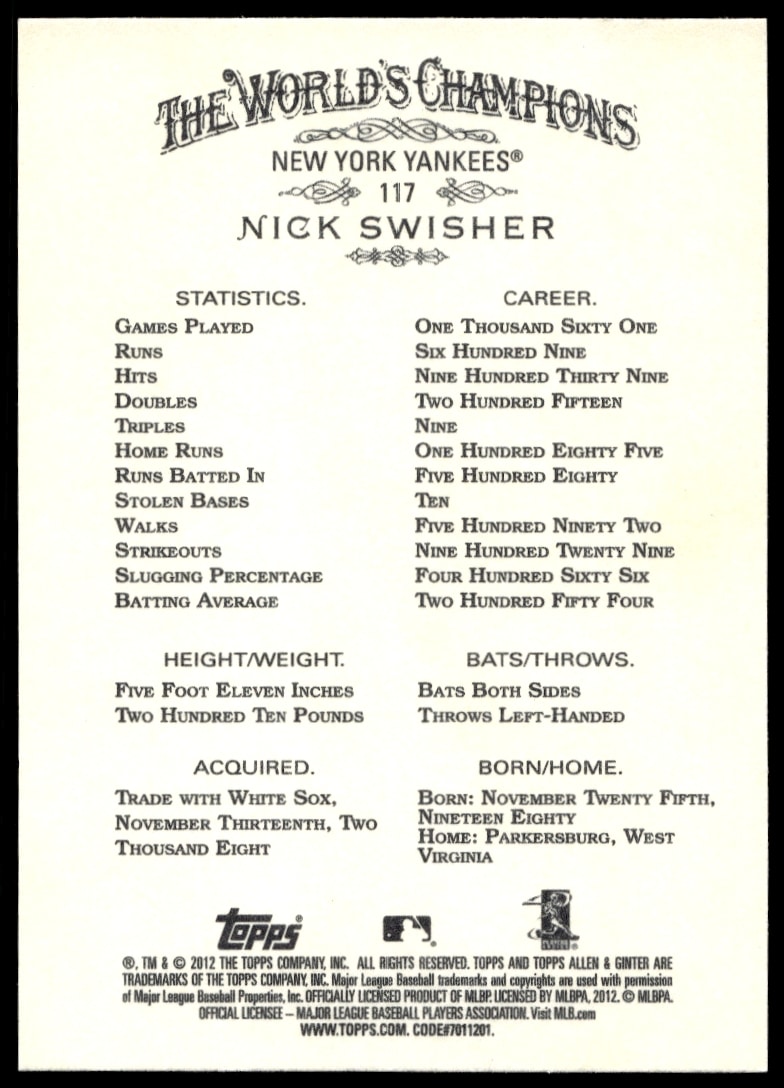 THE WORLD'S CHAMPIONS
NEW YORK YANKEES®
117
NICK SWISHER
STATISTICS. CAREER.
GAMES PLAYED ONE THOUSAND SIXTY ONE
RUNS SIX HUNDRED NINE
HITS NINE HUNDRED THIRTY NINE
DOUBLES TWO HUNDRED FIFTEEN
TRIPLES NINE
HOME RUNS ONE HUNDRED EIGHTY FIVE
RUNS BATTED IN FIVE HUNDRED EIGHTY
STOLEN BASES TEN
WALKS FIVE HUNDRED NINETY TWO
STRIKEOUTS NINE HUNDRED TWENTY NINE
SLUGGING PERCENTAGE FOUR HUNDRED SIXTY SIX
BATTING AVERAGE TWO HUNDRED FIFTY FOUR
HEIGHT/WEIGHT.
FIVE FOOT ELEVEN INCHES
TWO HUNDRED TEN POUNDS
BATS/THROWS.
BATS BOTH SIDES
THROWS LEFT-HANDED
ACQUIRED.
TRADE WITH WHITE SOX,
NOVEMBER THIRTEENTH, TWO
THOUSAND EIGHT
BORN/HOME.
BORN: NOVEMBER TWENTY FIFTH,
NINETEEN EIGHTY
HOME: PARKERSBURG, WEST
VIRGINIA
TOPPS®
®, TM & © 2012 THE TOPPS COMPANY, INC. ALL RIGHTS RESERVED. TOPPS AND TOPPS ALLEN & GINTER ARE
TRADEMARKS OF THE TOPPS COMPANY, INC. Major League Baseball trademarks and copyrights are used with permission
of Major League Baseball Properties, Inc. OFFICIALLY LICENSED PRODUCT OF MLBP. LICENSED BY MLBPA, 2012. © MLBPA.
OFFICIAL LICENSEE – MAJOR LEAGUE BASEBALL PLAYERS ASSOCIATION. Visit MLB.com
WWW.TOPPS.COM. CODE#7011201.